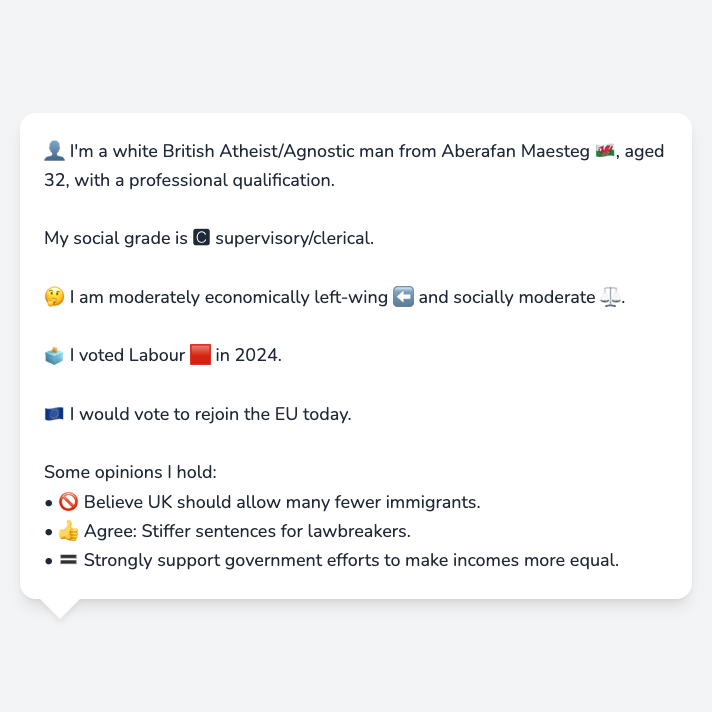 👤 I'm a white British Atheist/Agnostic man from Aberafan Maesteg 🏴󠁧󠁢󠁷󠁬󠁳󠁿, aged
32, with a professional qualification.
My social grade is 🅲 supervisory/clerical.
🤔 I am moderately economically left-wing ⬅️ and socially moderate ⚖️.
🗳️ I voted Labour 🟥 in 2024.
🇪🇺 I would vote to rejoin the EU today.
Some opinions I hold:
• 🚫 Believe UK should allow many fewer immigrants.
• 👍 Agree: Stiffer sentences for lawbreakers.
• 🟰 Strongly support government efforts to make incomes more equal.